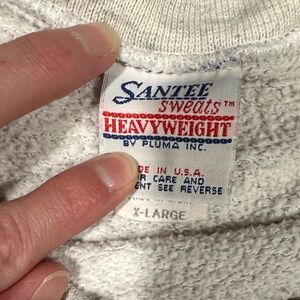 SANTEE
sweats™
HEAVYWEIGHT
BY PLUMA INC.
DE IN U.S.A.
R CARE AND
ENT SEE REVERSE
X-LARGE